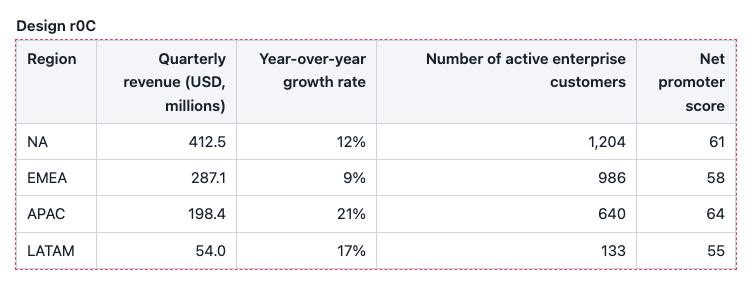 Design r0C
Region
Quarterly
revenue (USD,
millions)
Year-over-year
growth rate
Number of active enterprise
customers
Net
promoter
score
NA 412.5 12% 1,204 61
EMEA 287.1 9% 986 58
APAC 198.4 21% 640 64
LATAM 54.0 17% 133 55